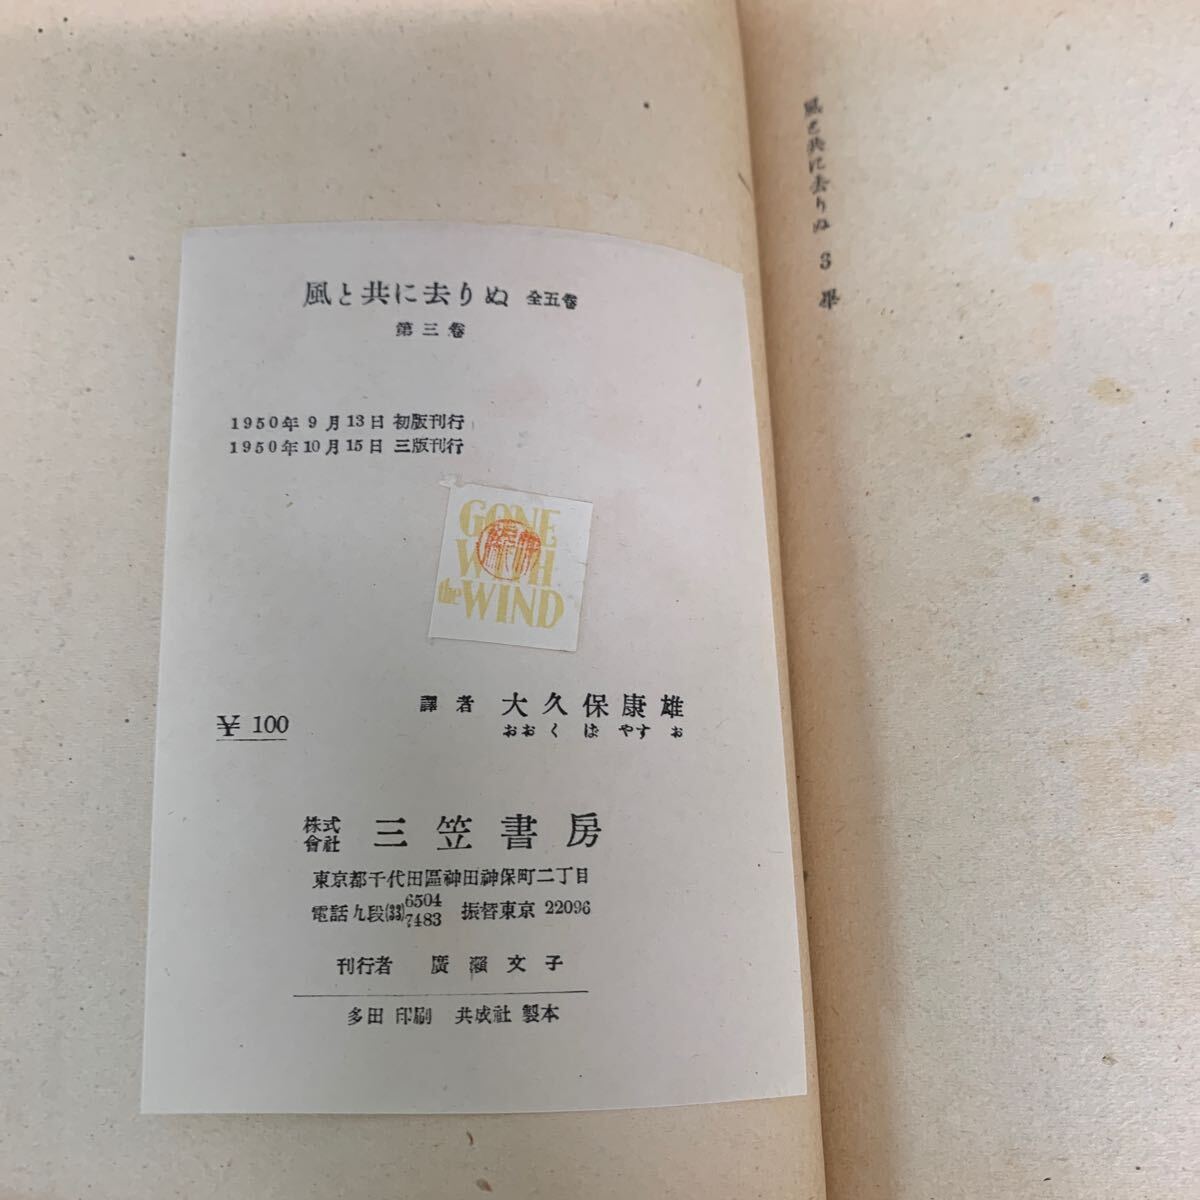 風と共に去りぬ 3 畢
風と共に去りぬ 全五巻
第三巻
1950年9月13日 初版刊行
1950年10月15日 三版刊行
GONE
WITH
the WIND
譯者 大久保康雄
おおくぼ やすお
¥ 100
株式會社 三笠書房
東京都千代田區神田神保町二丁目
電話九段(33)6504 7483 振替東京 22096
刊行者 廣瀬文子
多田 印刷 共成社 製本